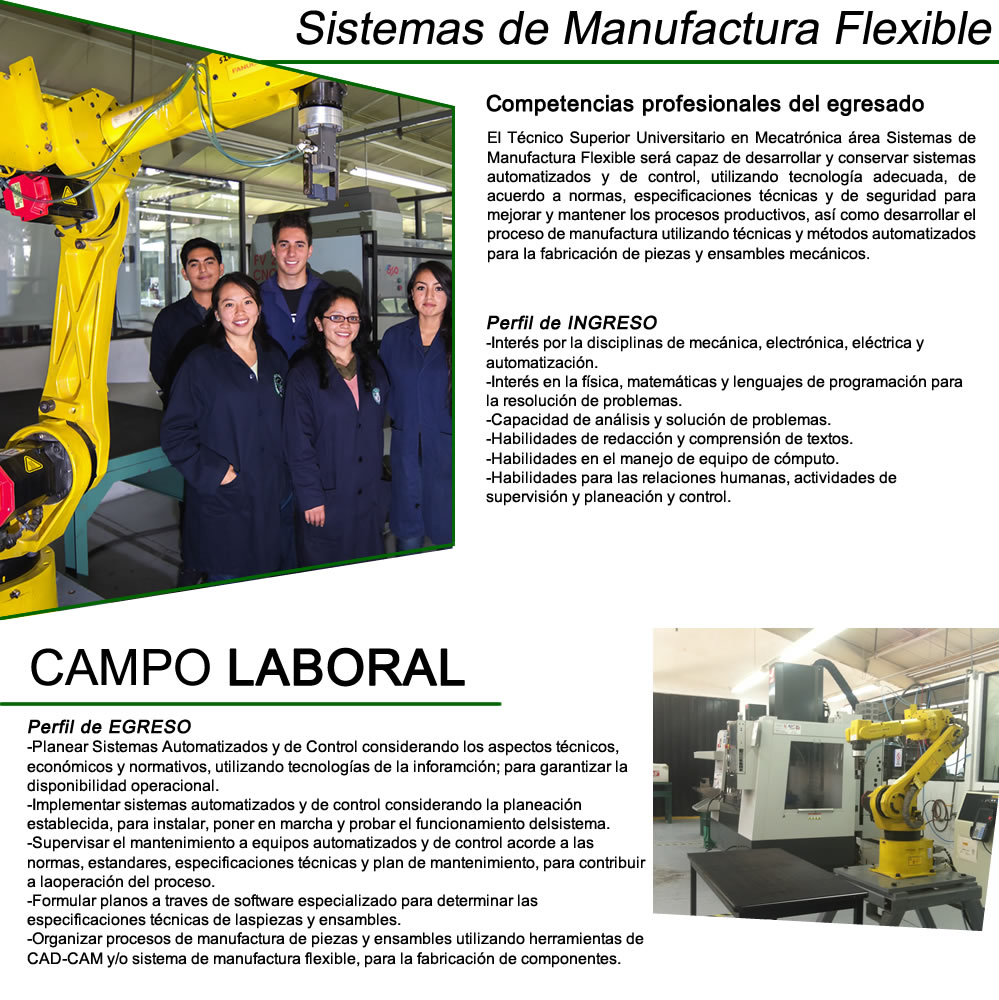 Sistemas de Manufactura Flexible
Competencias profesionales del egresado
El Técnico Superior Universitario en Mecatrónica área Sistemas de
Manufactura Flexible será capaz de desarrollar y conservar sistemas
automatizados y de control, utilizando tecnología adecuada, de
acuerdo a normas, especificaciones técnicas y de seguridad para
mejorar y mantener los procesos productivos, así como desarrollar el
proceso de manufactura utilizando técnicas y métodos automatizados
para la fabricación de piezas y ensambles mecánicos.
Perfil de INGRESO
-Interés por la disciplinas de mecánica, electrónica, eléctrica y
automatización.
-Interés en la física, matemáticas y lenguajes de programación para
la resolución de problemas.
-Capacidad de análisis y solución de problemas.
-Habilidades de redacción y comprensión de textos.
-Habilidades en el manejo de equipo de cómputo.
-Habilidades para las relaciones humanas, actividades de
supervisión y planeación y control.
FANUC
CNC
CAMPO LABORAL
Perfil de EGRESO
-Planear Sistemas Automatizados y de Control considerando los aspectos técnicos,
económicos y normativos, utilizando tecnologías de la inforamción; para garantizar la
disponibilidad operacional.
-Implementar sistemas automatizados y de control considerando la planeación
establecida, para instalar, poner en marcha y probar el funcionamiento delsistema.
-Supervisar el mantenimiento a equipos automatizados y de control acorde a las
normas, estandares, especificaciones técnicas y plan de mantenimiento, para contribuir
a laoperación del proceso.
-Formular planos a traves de software especializado para determinar las
especificaciones técnicas de laspiezas y ensambles.
-Organizar procesos de manufactura de piezas y ensambles utilizando herramientas de
CAD-CAM y/o sistema de manufactura flexible, para la fabricación de componentes.